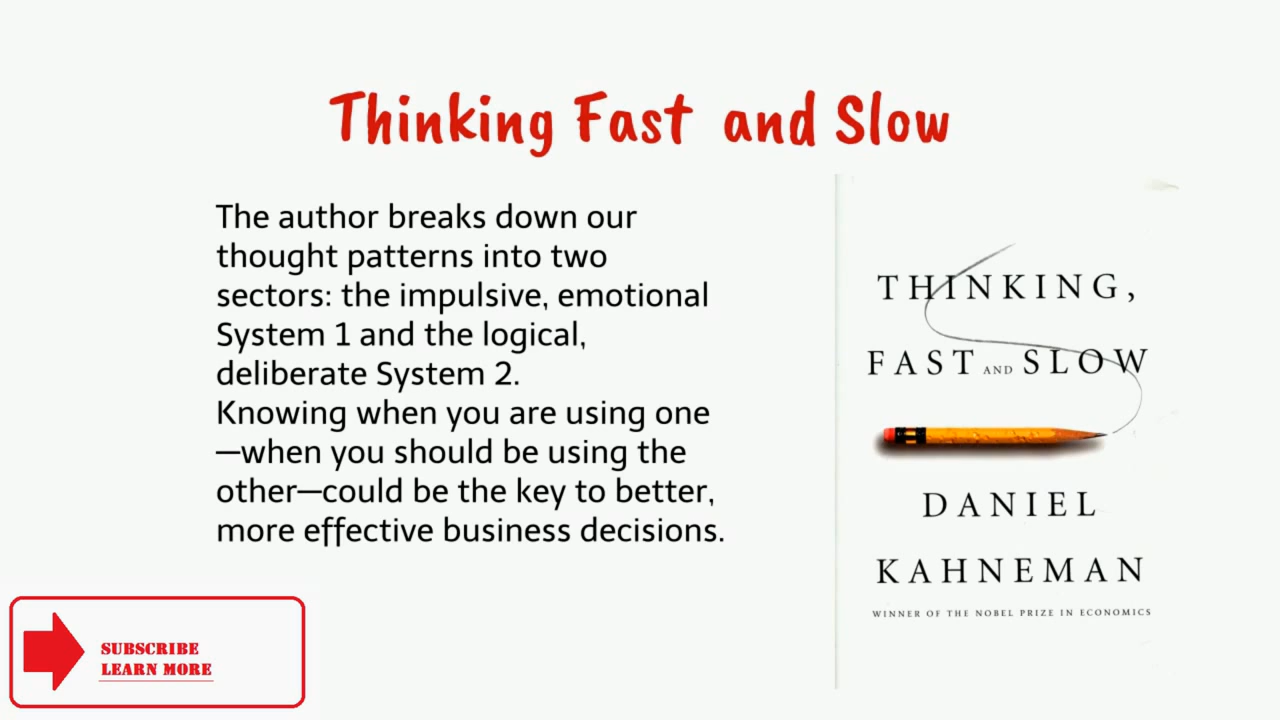 Thinking Fast and Slow
The author breaks down our
thought patterns into two
sectors: the impulsive, emotional
System 1 and the logical,
deliberate System 2.
Knowing when you are using one
—when you should be using the
other—could be the key to better,
more effective business decisions.
THINKING,
FAST AND SLOW
DANIEL
KAHNEMAN
WINNER OF THE NOBEL PRIZE IN ECONOMICS
SUBSCRIBE
LEARN MORE